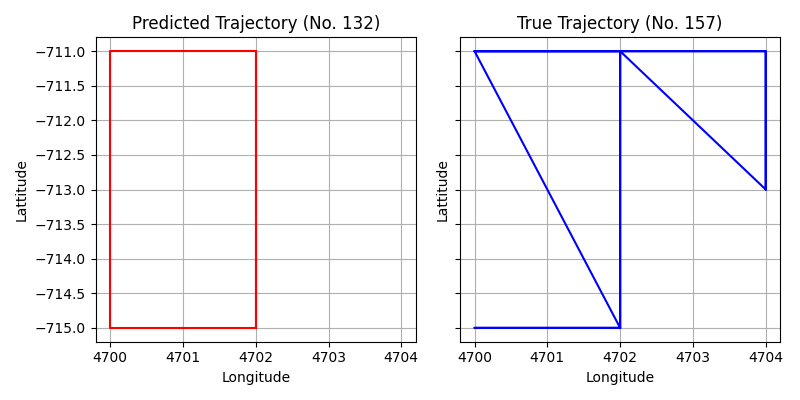 Predicted Trajectory (No. 132)
−711.0
−711.5
−712.0
−712.5
−713.0
−713.5
−714.0
−714.5
−715.0
Lattitude
4700 4701 4702 4703 4704
Longitude
True Trajectory (No. 157)
Lattitude
4700 4701 4702 4703 4704
Longitude